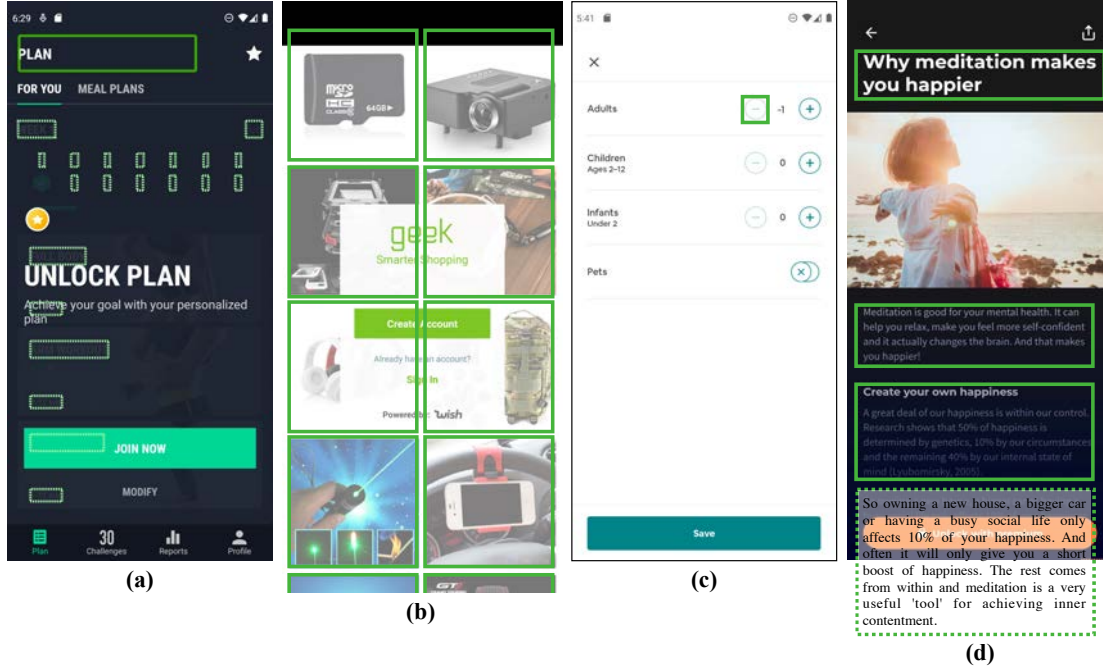 6:29
PLAN
FOR YOU MEAL PLANS
UNLOCK PLAN
Achieve your goal with your personalized
plan
JOIN NOW
MODIFY
Plan
30
Challenges
Reports
Profile
(a)
micro
HC
CLASS
64GB
geek
Smarter Shopping
Create Account
Already have an account?
Sign In
Powered by: wish
GT
(b)
5:41
Adults -1
Children 0
Ages 2–12
Infants 0
Under 2
Pets
Save
(c)
Why meditation makes
you happier
Meditation is good for your mental health. It can
help you relax, make you feel more self-confident
and it actually changes the brain. And that makes
you happier!
Create your own happiness
A great deal of our happiness is within our control.
Research shows that 50% of happiness is
determined by genetics, 10% by our circumstances
and the remaining 40% by our internal state of
mind (Lyubomirsky, 2005).
So owning a new house, a bigger car
or having a busy social life only
affects 10% of your happiness. And
often it will only give you a short
boost of happiness. The rest comes
from within and meditation is a very
useful 'tool' for achieving inner
contentment.
(d)